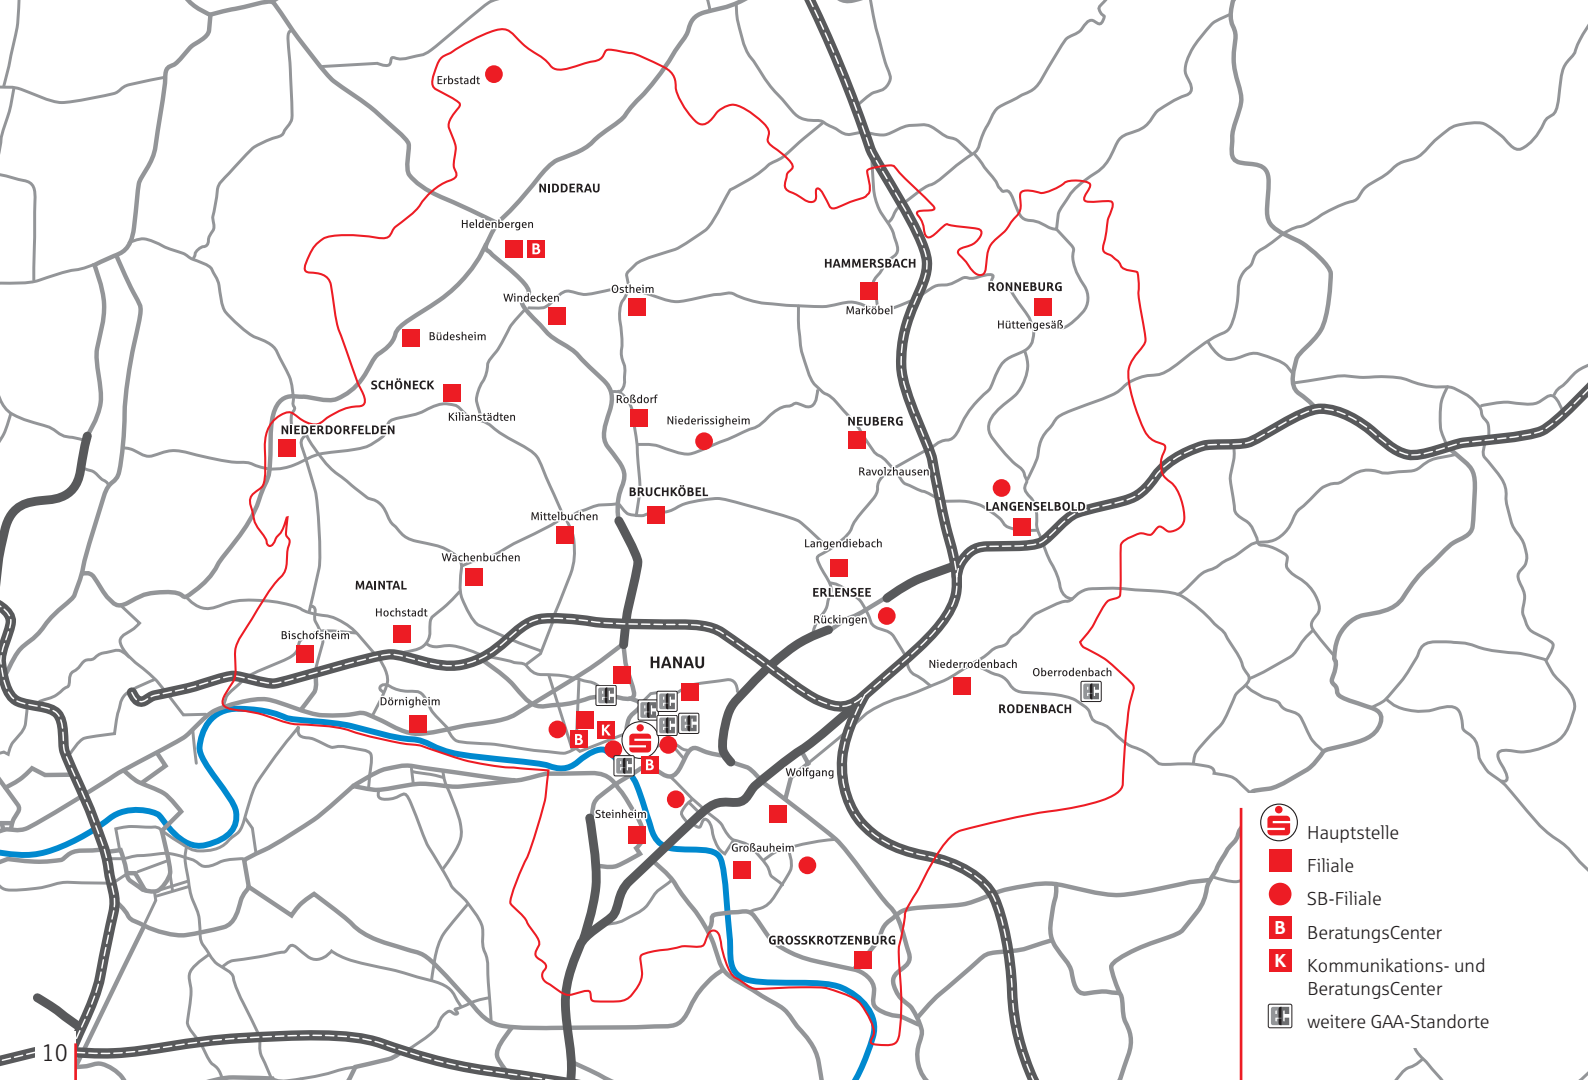 Erbstadt
NIDDERAU
Heldenbergen
B
HAMMERSBACH
RONNEBURG
Windecken
Ostheim
Marköbel
Hüttengesäß
Büdesheim
SCHÖNECK
Kilianstädten
Roßdorf
Niederissigheim
NEUBERG
NIEDERDORFELDEN
Ravolzhausen
BRUCHKÖBEL
LANGENSELBOLD
Mittelbuchen
Langendiebach
Wachenbuchen
MAINTAL
ERLENSEE
Hochstadt
Rückingen
Bischofsheim
HANAU
Niederrodenbach
Oberrodenbach
Dörnigheim
RODENBACH
K
B
B
Wolfgang
Steinheim
Großauheim
GROSSKROTZENBURG
Hauptstelle
Filiale
SB-Filiale
B BeratungsCenter
K Kommunikations- und
BeratungsCenter
weitere GAA-Standorte
10